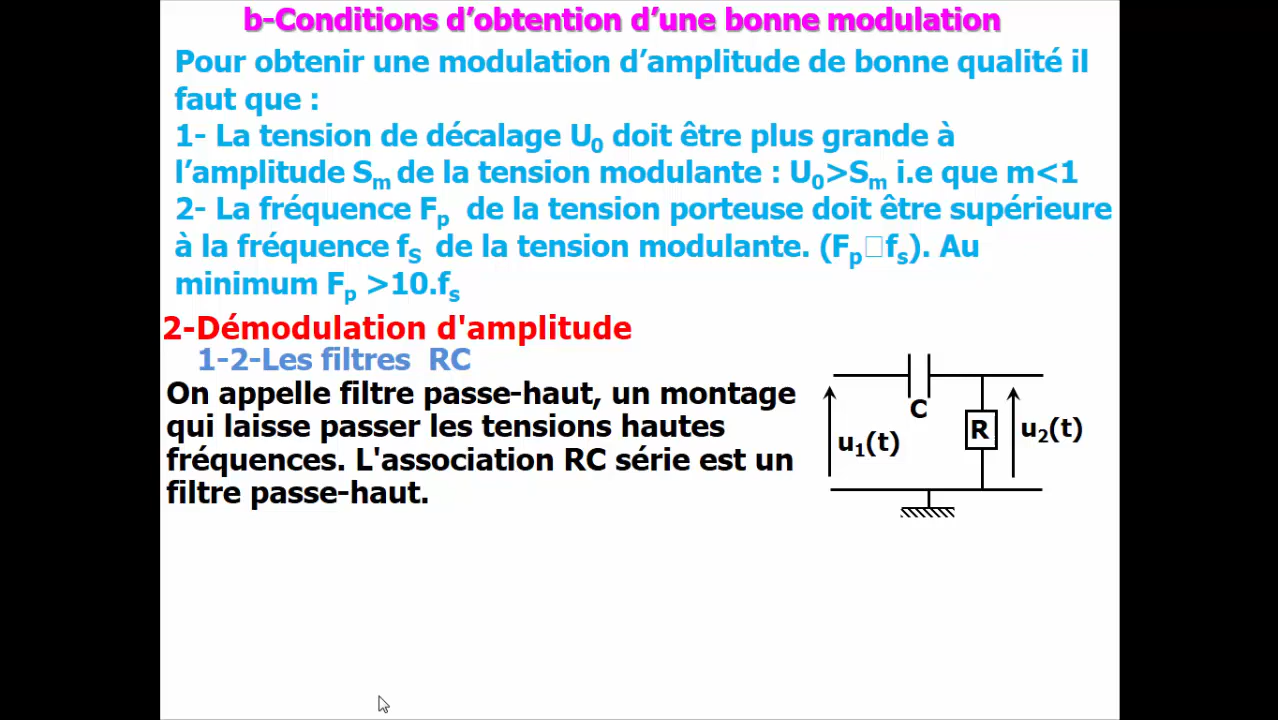 b-Conditions d’obtention d’une bonne modulation
Pour obtenir une modulation d’amplitude de bonne qualité il
faut que :
1- La tension de décalage U₀ doit être plus grande à
l’amplitude Sₘ de la tension modulante : U₀>Sₘ i.e que m<1
2- La fréquence Fₚ de la tension porteuse doit être supérieure
à la fréquence fS de la tension modulante. (Fₚ□fₛ). Au
minimum Fₚ >10.fₛ
2-Démodulation d'amplitude
1-2-Les filtres RC
On appelle filtre passe-haut, un montage
qui laisse passer les tensions hautes
fréquences. L'association RC série est un
filtre passe-haut.
C
R
u₁(t)
u₂(t)